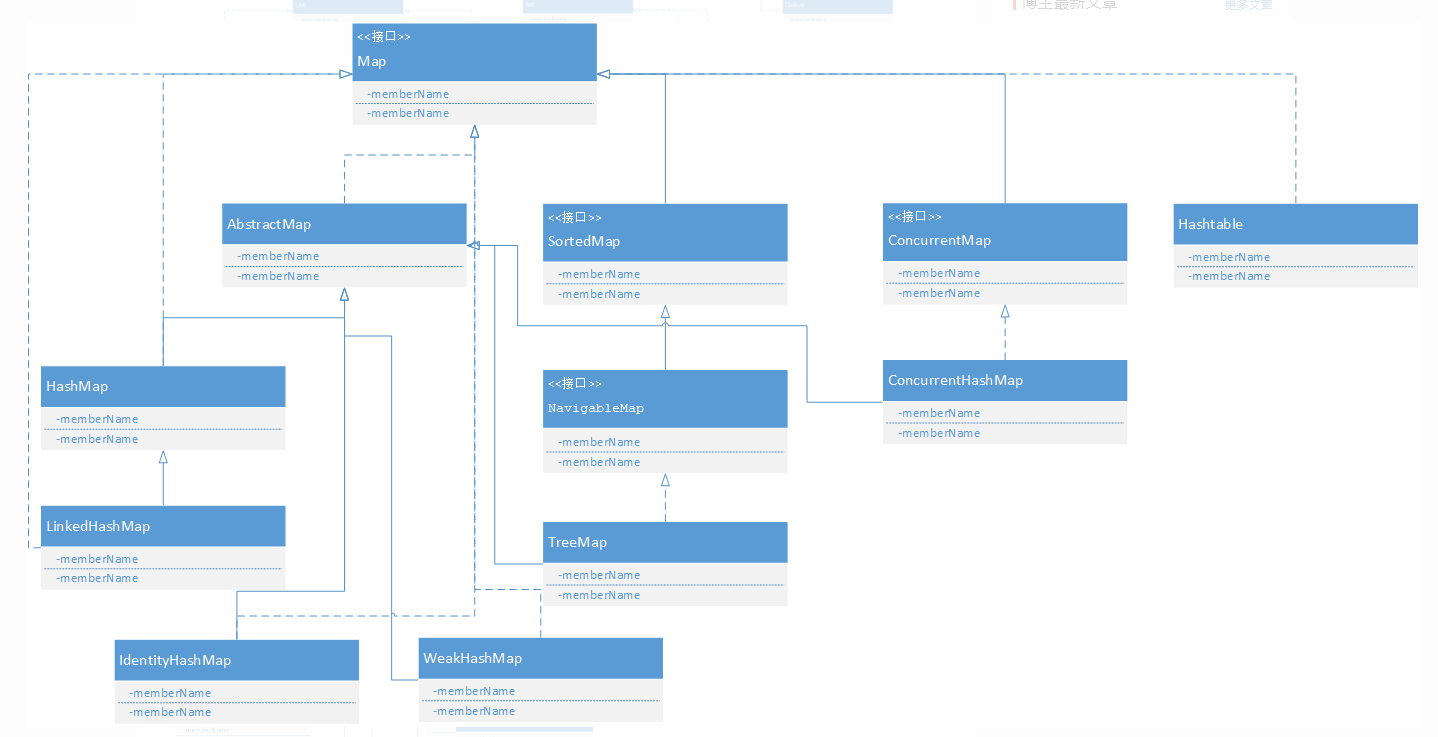 博主最新文章
更多文章
<<接口>>
Map
-memberName
-memberName
AbstractMap
-memberName
-memberName
<<接口>>
SortedMap
-memberName
-memberName
<<接口>>
ConcurrentMap
-memberName
-memberName
Hashtable
-memberName
-memberName
HashMap
-memberName
-memberName
<<接口>>
NavigableMap
-memberName
-memberName
ConcurrentHashMap
-memberName
-memberName
LinkedHashMap
-memberName
-memberName
TreeMap
-memberName
-memberName
IdentityHashMap
-memberName
-memberName
WeakHashMap
-memberName
-memberName